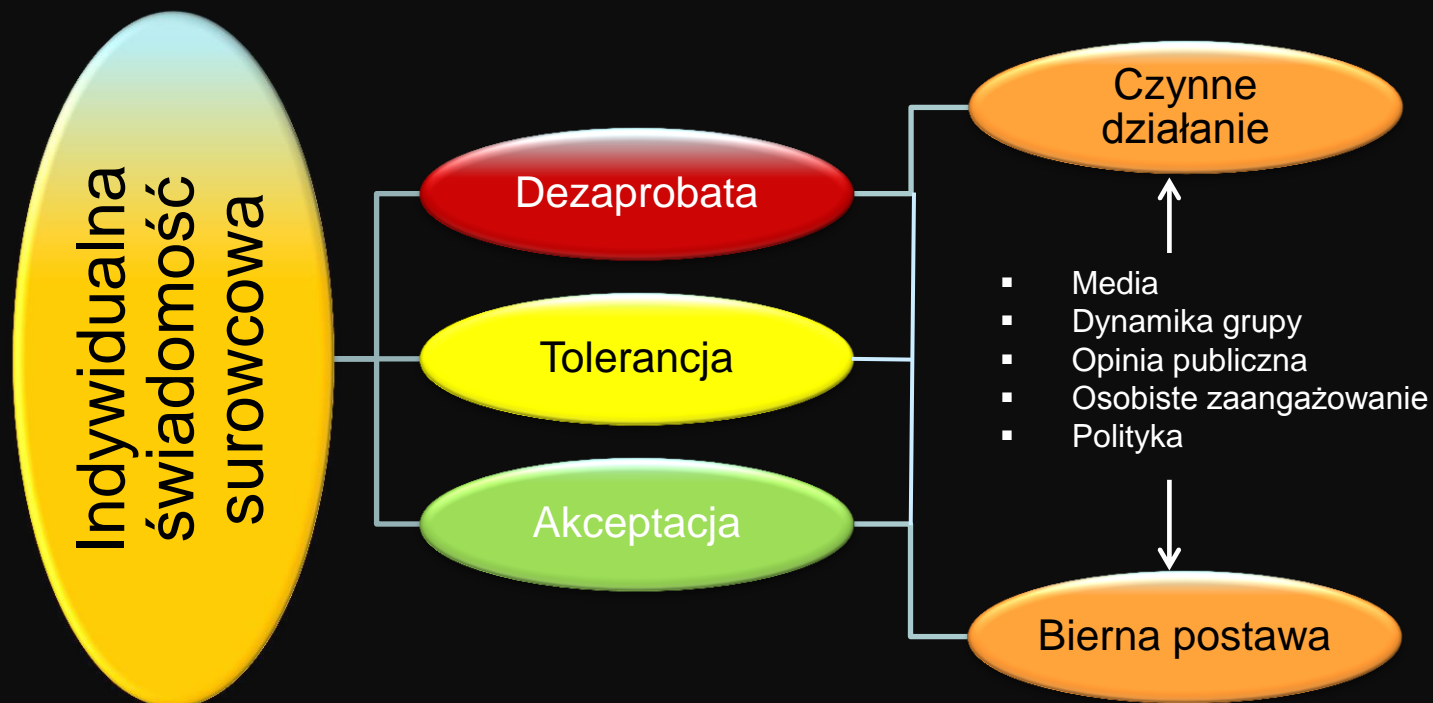 Indywidualna
świadomość
surowcowa
Dezaprobata
Tolerancja
Akceptacja
Czynne
działanie
▪ Media
▪ Dynamika grupy
▪ Opinia publiczna
▪ Osobiste zaangażowanie
▪ Polityka
Bierna postawa